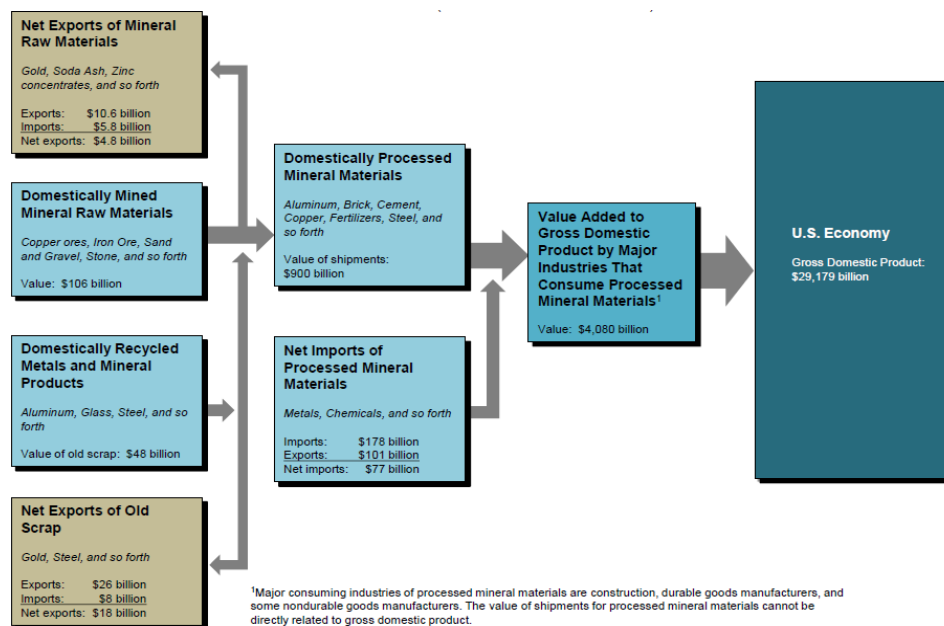 Net Exports of Mineral
Raw Materials
Gold, Soda Ash, Zinc
concentrates, and so forth
Exports: $10.6 billion
Imports: $5.8 billion
Net exports: $4.8 billion
Domestically Mined
Mineral Raw Materials
Copper ores, Iron Ore, Sand
and Gravel, Stone, and so forth
Value: $106 billion
Domestically Recycled
Metals and Mineral
Products
Aluminum, Glass, Steel, and so
forth
Value of old scrap: $48 billion
Net Exports of Old
Scrap
Gold, Steel, and so forth
Exports: $26 billion
Imports: $8 billion
Net exports: $18 billion
Domestically Processed
Mineral Materials
Aluminum, Brick, Cement,
Copper, Fertilizers, Steel, and
so forth
Value of shipments:
$900 billion
Net Imports of
Processed Mineral
Materials
Metals, Chemicals, and so forth
Imports: $178 billion
Exports: $101 billion
Net imports: $77 billion
Value Added to
Gross Domestic
Product by Major
Industries That
Consume Processed
Mineral Materials¹
Value: $4,080 billion
U.S. Economy
Gross Domestic Product:
$29,179 billion
¹Major consuming industries of processed mineral materials are construction, durable goods manufacturers, and
some nondurable goods manufacturers. The value of shipments for processed mineral materials cannot be
directly related to gross domestic product.